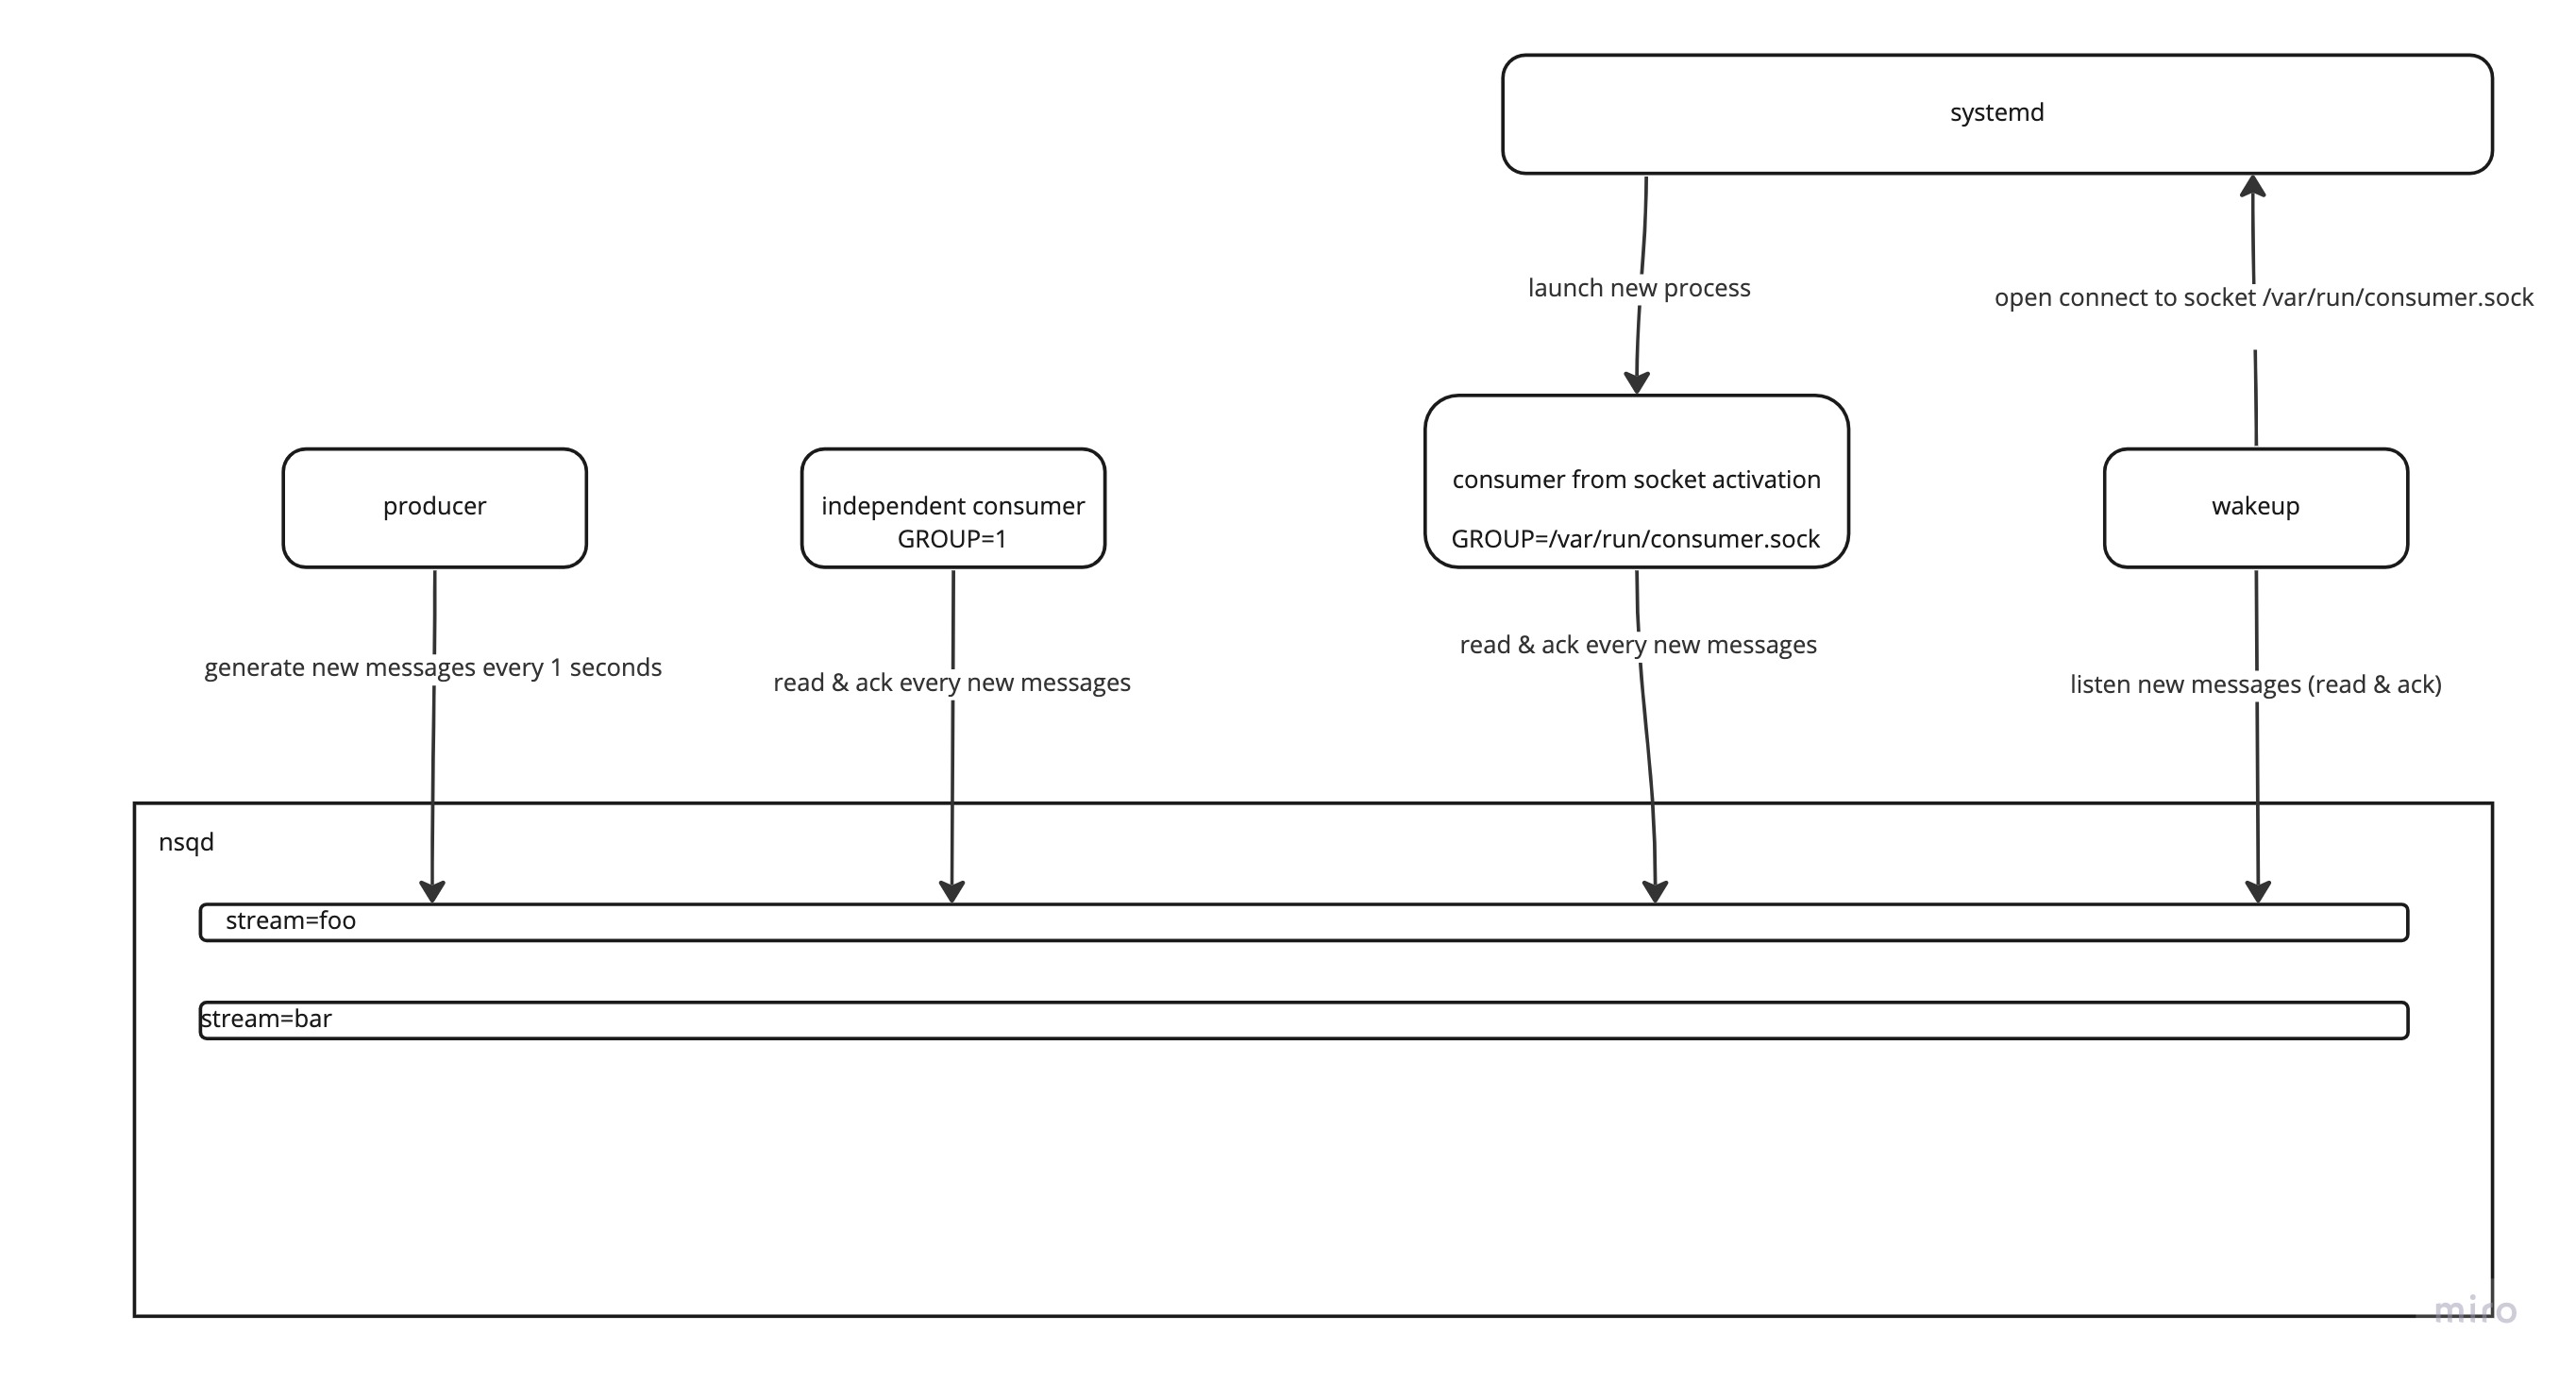 systemd
launch new process
open connect to socket /var/run/consumer.sock
producer
independent consumer
GROUP=1
consumer from socket activation
GROUP=/var/run/consumer.sock
wakeup
generate new messages every 1 seconds
read & ack every new messages
read & ack every new messages
listen new messages (read & ack)
nsqd
stream=foo
stream=bar
miro